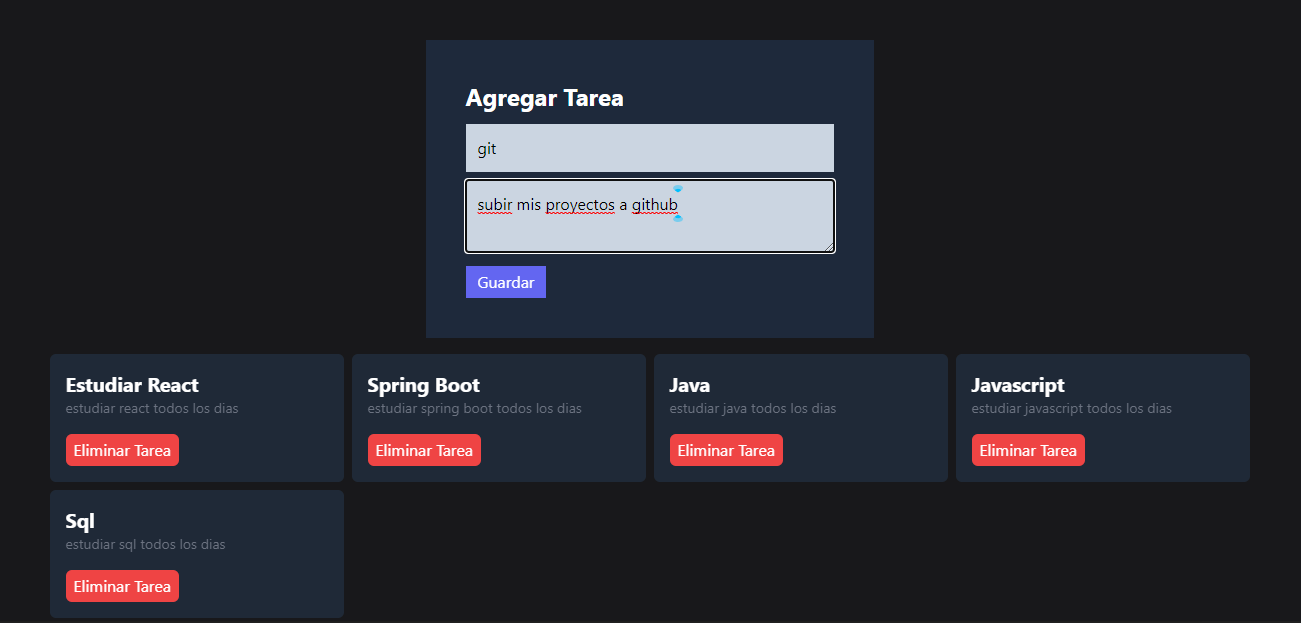 Agregar Tarea
git
subir mis proyectos a github
Guardar
Estudiar React
estudiar react todos los dias
Eliminar Tarea
Spring Boot
estudiar spring boot todos los dias
Eliminar Tarea
Java
estudiar java todos los dias
Eliminar Tarea
Javascript
estudiar javascript todos los dias
Eliminar Tarea
Sql
estudiar sql todos los dias
Eliminar Tarea